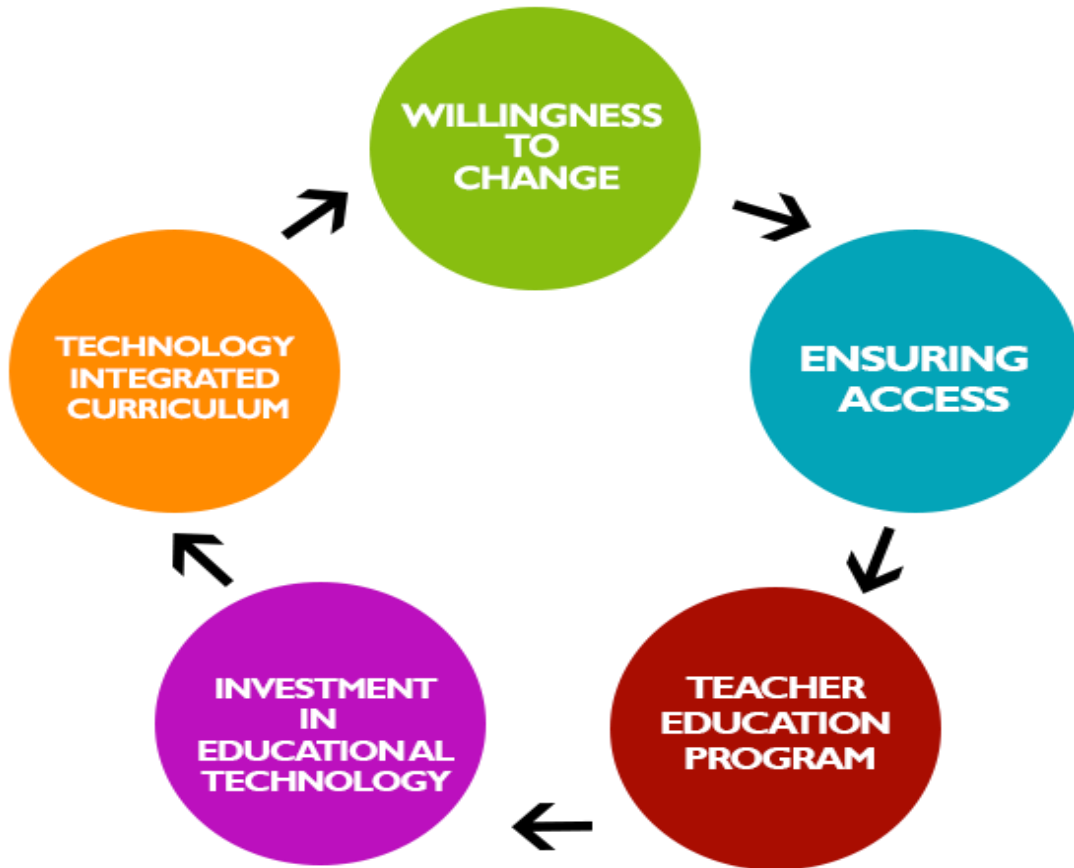 WILLINGNESS
TO
CHANGE
ENSURING
ACCESS
TEACHER
EDUCATION
PROGRAM
INVESTMENT
IN
EDUCATIONAL
TECHNOLOGY
TECHNOLOGY
INTEGRATED
CURRICULUM